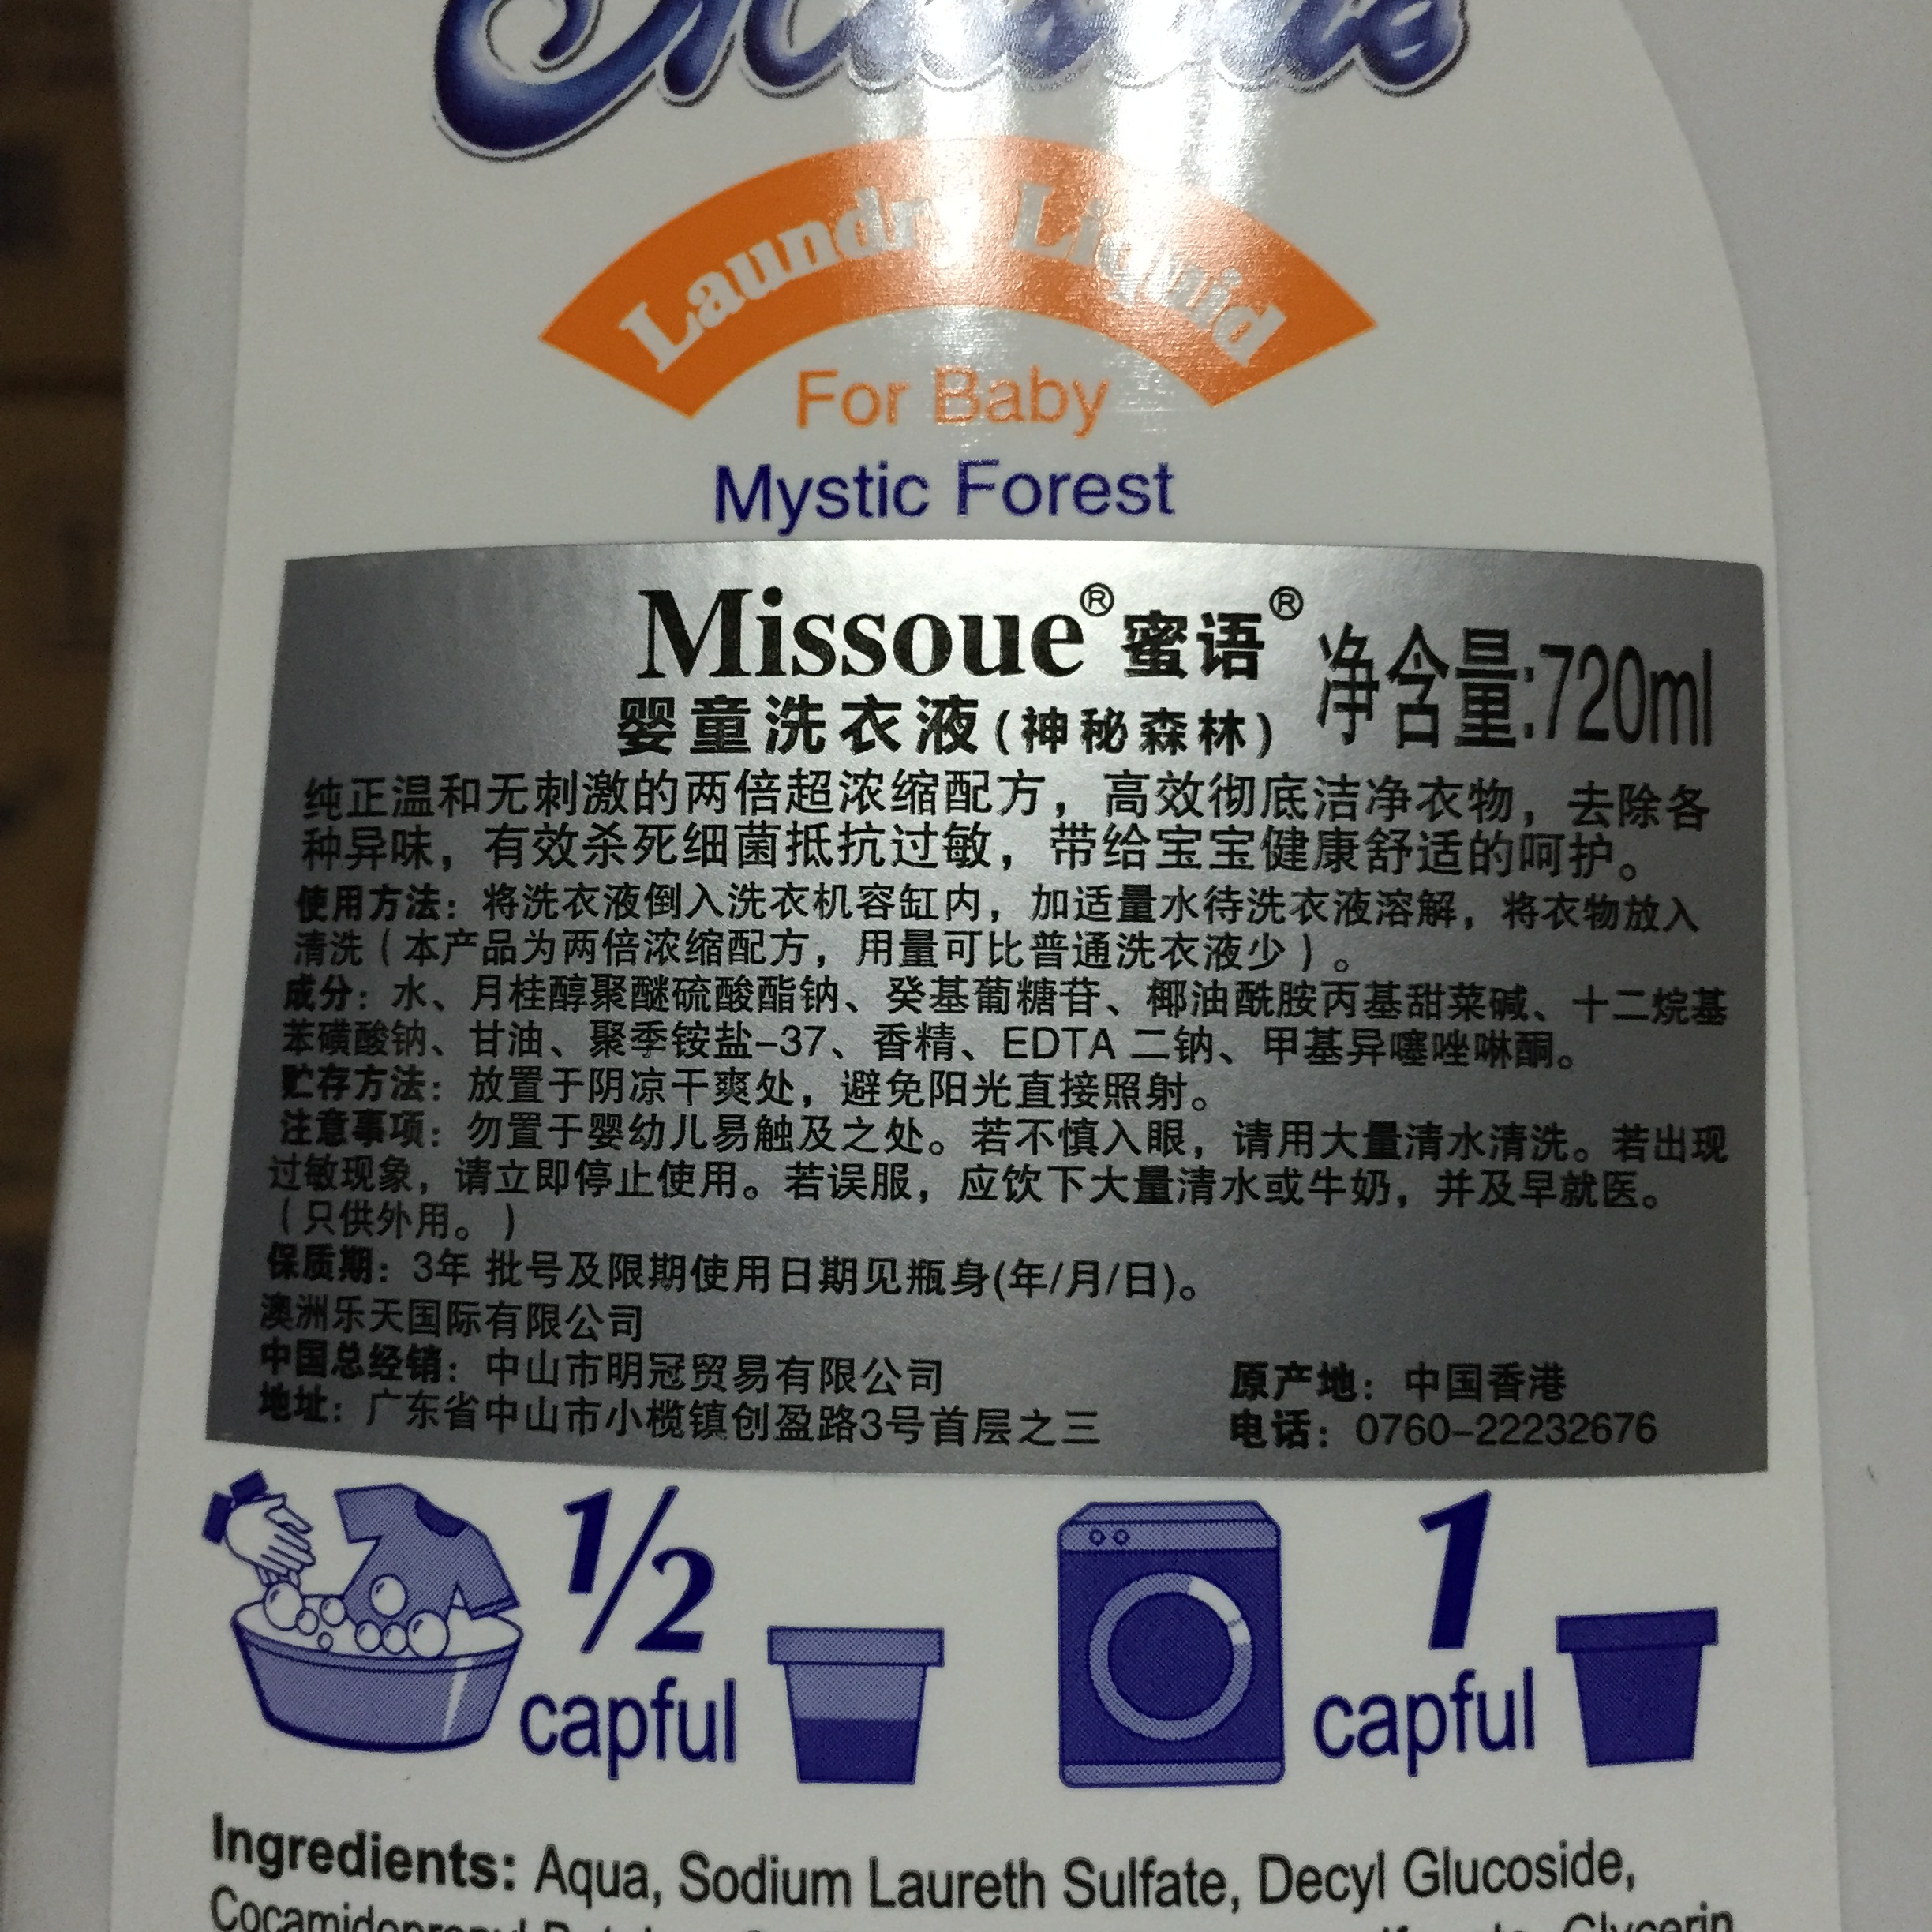 Laundry Liquid
For Baby
Mystic Forest
Missoue® 蜜语® 净含量:720ml
婴童洗衣液(神秘森林)
纯正温和无刺激的两倍超浓缩配方，高效彻底洁净衣物，去除各
种异味，有效杀死细菌抵抗过敏，带给宝宝健康舒适的呵护。
使用方法：将洗衣液倒入洗衣机容缸内，加适量水待洗衣液溶解，将衣物放入
清洗（本产品为两倍浓缩配方，用量可比普通洗衣液少）。
成分：水、月桂醇聚醚硫酸酯钠、癸基葡糖苷、椰油酰胺丙基甜菜碱、十二烷基
苯磺酸钠、甘油、聚季铵盐-37、香精、EDTA 二钠、甲基异噻唑啉酮。
贮存方法：放置于阴凉干爽处，避免阳光直接照射。
注意事项：勿置于婴幼儿易触及之处。若不慎入眼，请用大量清水清洗。若出现
过敏现象，请立即停止使用。若误服，应饮下大量清水或牛奶，并及早就医。
（只供外用。）
保质期：3年 批号及限期使用日期见瓶身(年/月/日)。
澳洲乐天国际有限公司
中国总经销：中山市明冠贸易有限公司 原产地：中国香港
地址：广东省中山市小榄镇创盈路3号首层之三 电话：0760-22232676
1/2 1
capful capful
Ingredients: Aqua, Sodium Laureth Sulfate, Decyl Glucoside,
Glycerin